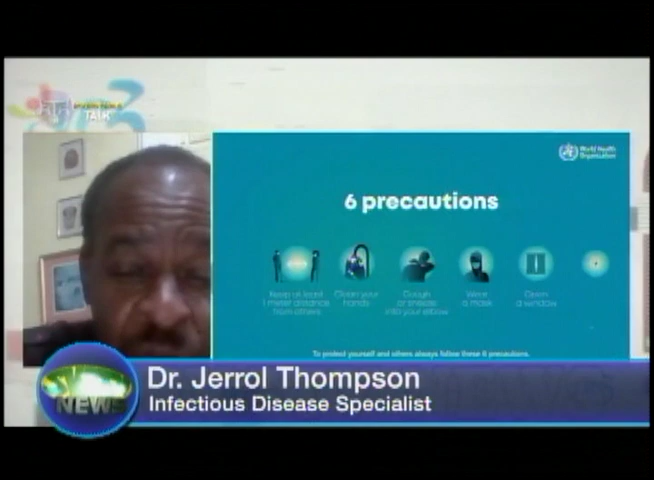 TALK
World Health
Organization
6 precautions
Keep at least
1 meter distance
from others
Clean your
hands
Cough
or sneeze
into your elbow
Wear
a mask
Open
a window
To protect yourself and others always follow these 6 precautions.
NEWS
Dr. Jerrol Thompson
Infectious Disease Specialist